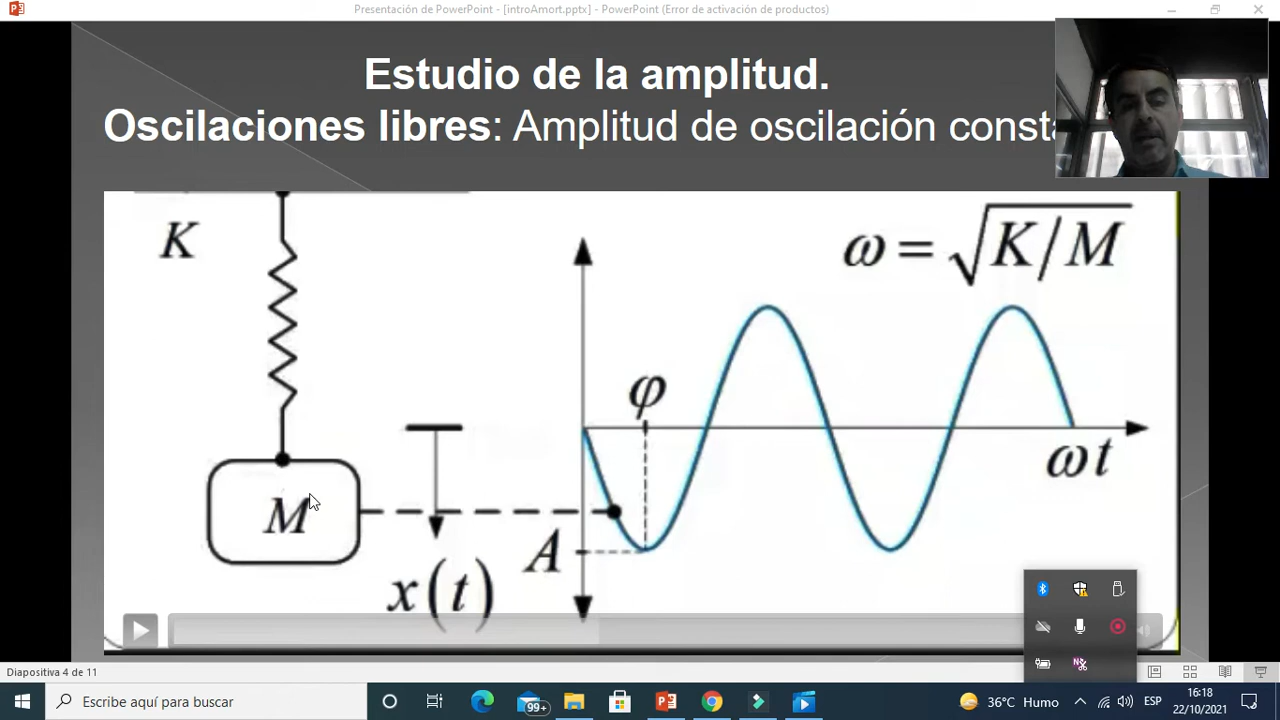 Presentación de PowerPoint - [introAmort.pptx] - PowerPoint (Error de activación de productos)
Estudio de la amplitud.
Oscilaciones libres: Amplitud de oscilación consta
K
ω = √K/M
φ
ωt
M
A
x(t)
Diapositiva 4 de 11
Escribe aquí para buscar
99+
36°C Humo
ESP
16:18
22/10/2021